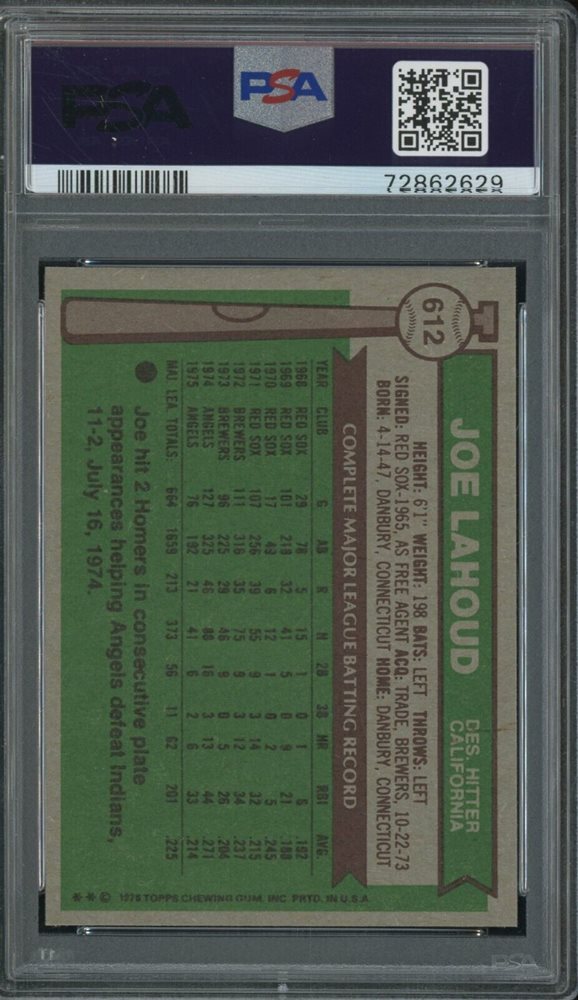 PSA
PSA
72862629
612
JOE LAHOUD
DES. HITTER
CALIFORNIA
HEIGHT: 6'1" WEIGHT: 198 BATS: LEFT THROWS: LEFT
SIGNED: RED SOX-1965, AS FREE AGENT ACQ: TRADE, BREWERS, 10-22-73
BORN: 4-14-47, DANBURY, CONNECTICUT HOME: DANBURY, CONNECTICUT
COMPLETE MAJOR LEAGUE BATTING RECORD
YEAR CLUB G AB R H 2B 3B HR RBI AVG.
1968 RED SOX 29 78 5 15 1 0 1 6 .192
1969 RED SOX 101 218 32 41 5 0 9 21 .188
1970 RED SOX 17 49 6 12 1 0 2 5 .245
1971 RED SOX 107 256 39 55 9 3 14 32 .215
1972 BREWERS 111 316 35 75 9 3 12 34 .237
1973 BREWERS 96 225 29 46 9 0 5 26 .204
1974 ANGELS 127 325 46 88 16 3 13 44 .271
1975 ANGELS 76 192 21 41 6 2 6 33 .214
MAJ. LEA. TOTALS: 664 1659 213 373 56 11 62 201 .225
Joe hit 2 Homers in consecutive plate
appearances helping Angels defeat Indians,
11-2, July 16, 1974.
** © 1976 TOPPS CHEWING GUM, INC. PRTD. IN U.S.A.
PSA